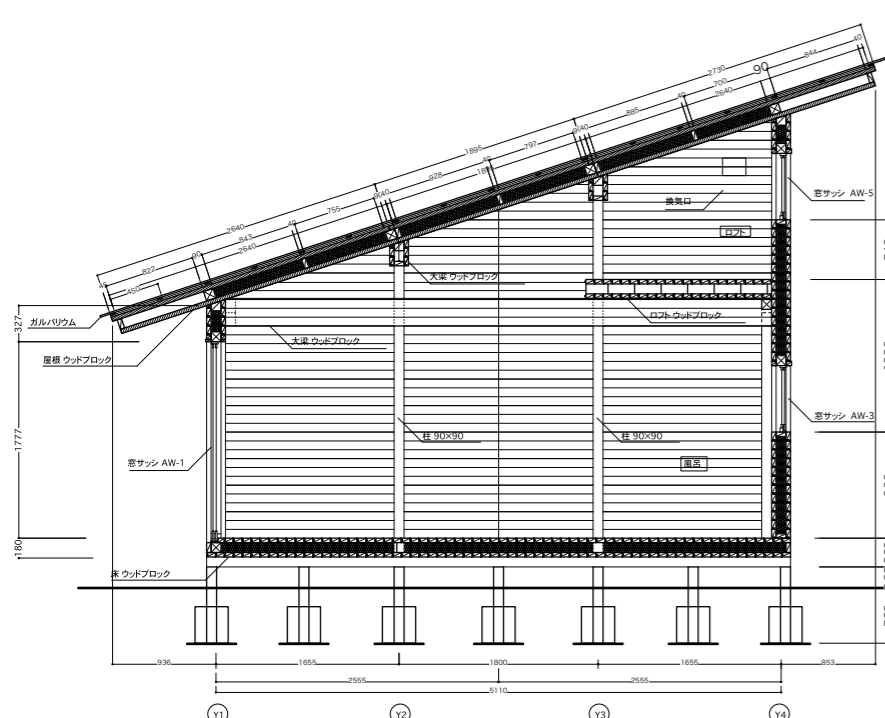 40
844
2730
90
700
2640
40
885
90
40
1895
797
40
928
90
40
2640
755
40
843
2640
90
822
450
45
窓サッシ AW-5
換気口
ロフト
大梁 ウッドブロック
ロフト ウッドブロック
ガルバリウム
327
大梁 ウッドブロック
屋根 ウッドブロック
窓サッシ AW-3
柱 90×90
柱 90×90
1777
窓サッシ AW-1
風呂
180
床 ウッドブロック
936
1655
1800
1655
853
2555
2555
5110
Y1
Y2
Y3
Y4